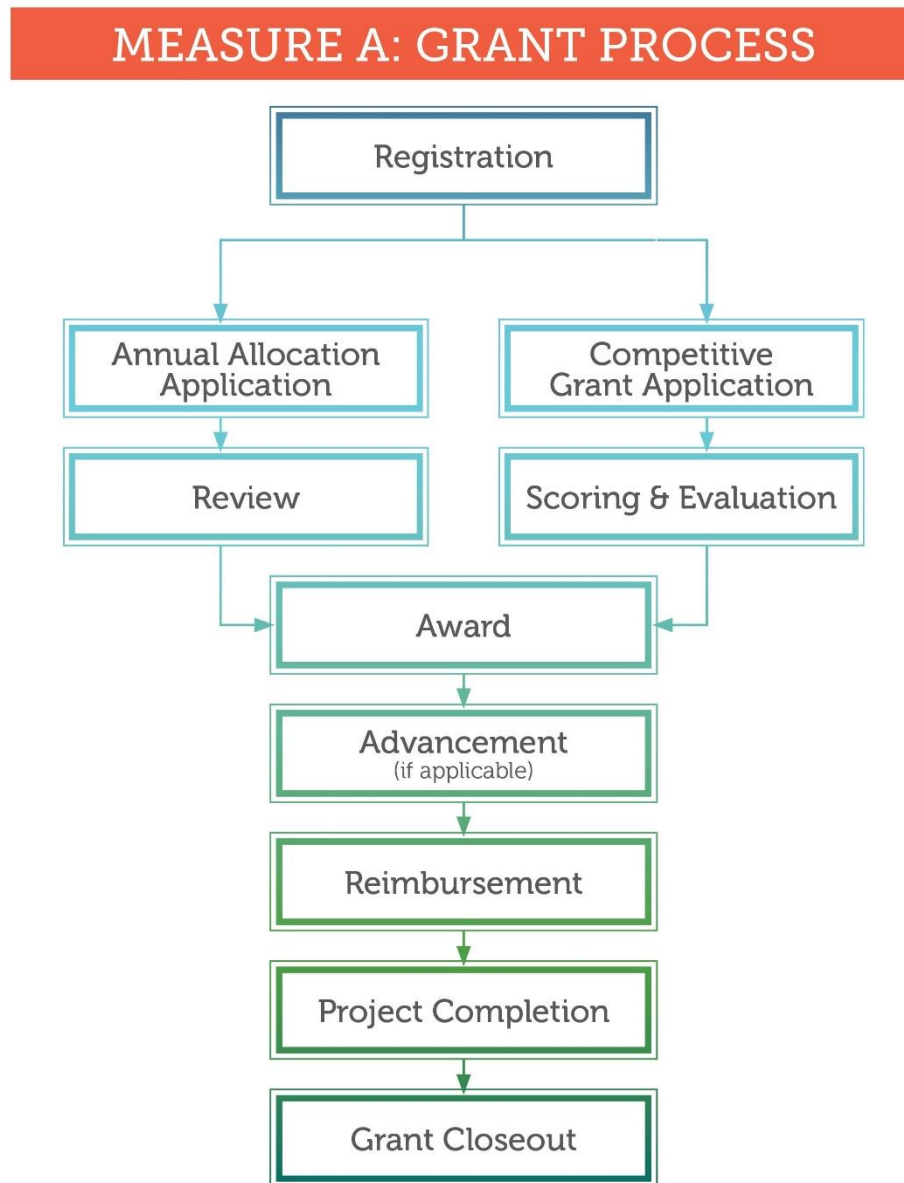 MEASURE A: GRANT PROCESS
Registration
Annual Allocation
Application
Competitive
Grant Application
Review
Scoring & Evaluation
Award
Advancement
(if applicable)
Reimbursement
Project Completion
Grant Closeout